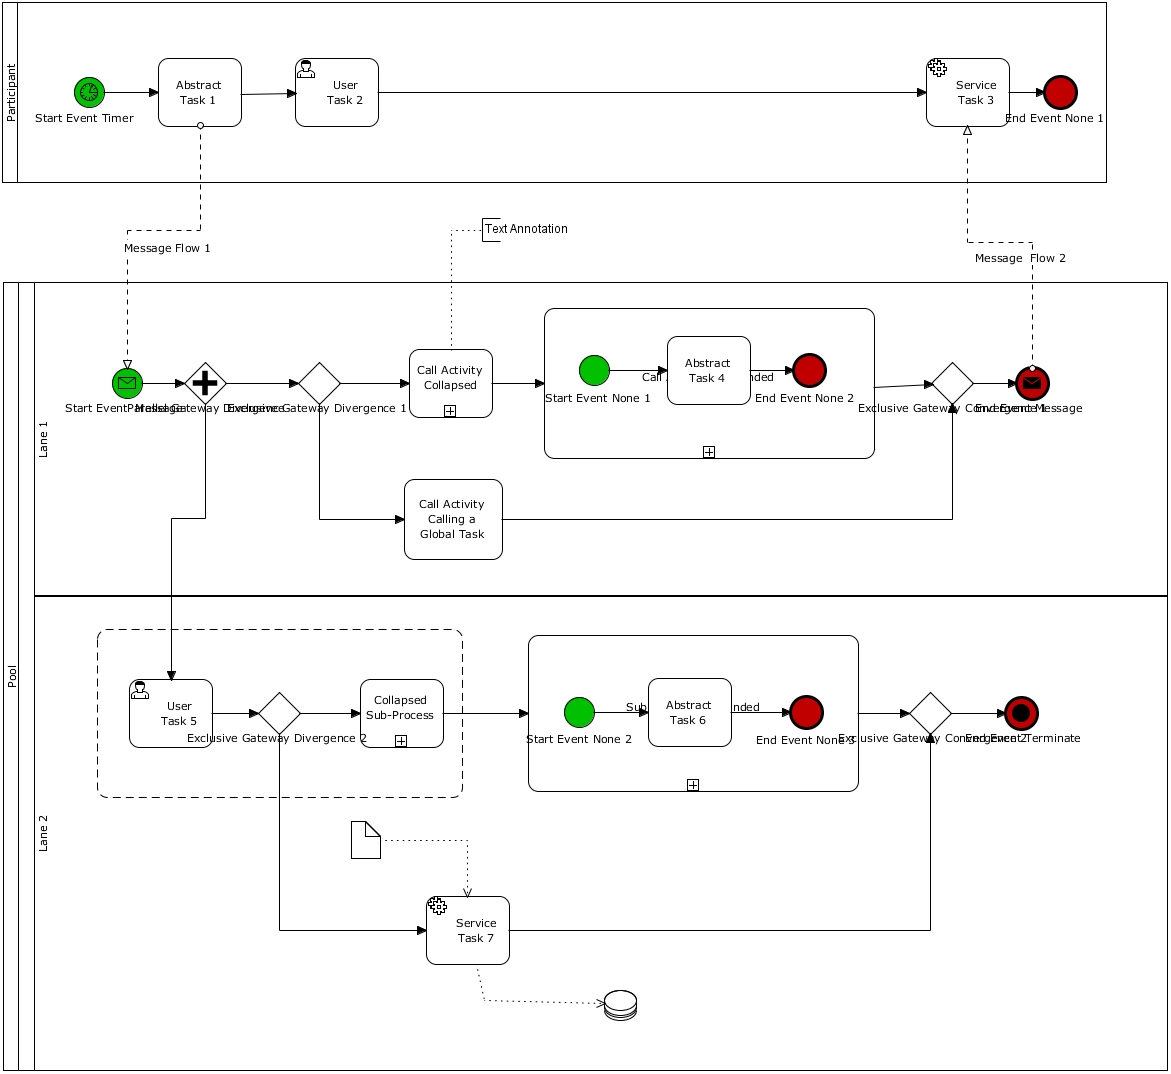 Participant
Abstract
Task 1
User
Task 2
Service
Task 3
Start Event Timer
End Event None 1
Message Flow 1
Text Annotation
Message Flow 2
Pool
Lane 1
Call Activity
Collapsed
Abstract
Task 4
Call
nded
Start Event None 1
End Event None 2
Start Event Message
Parallel Gateway Divergence
Exclusive Gateway Divergence 1
Exclusive Gateway Convergence 1
End Event Message
Call Activity
Calling a
Global Task
Lane 2
User
Task 5
Collapsed
Sub-Process
Abstract
Task 6
Sub
nded
Exclusive Gateway Divergence 2
Start Event None 2
End Event None 3
Exclusive Gateway Convergence 2
End Event Terminate
Service
Task 7